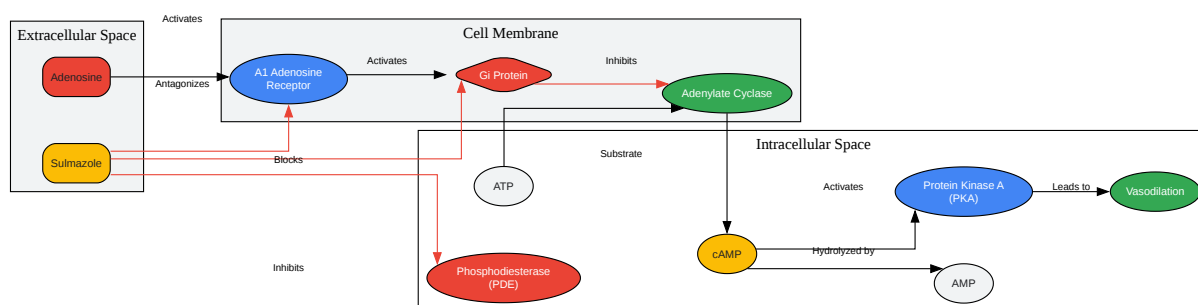 Activates
Extracellular Space
Cell Membrane
Adenosine
Antagonizes
A1 Adenosine
Receptor
Activates
Gi Protein
Inhibits
Adenylate Cyclase
Sulmazole
Blocks
Substrate
Intracellular Space
ATP
Activates
Protein Kinase A
(PKA)
Leads to
Vasodilation
Inhibits
Phosphodiesterase
(PDE)
cAMP
Hydrolyzed by
AMP